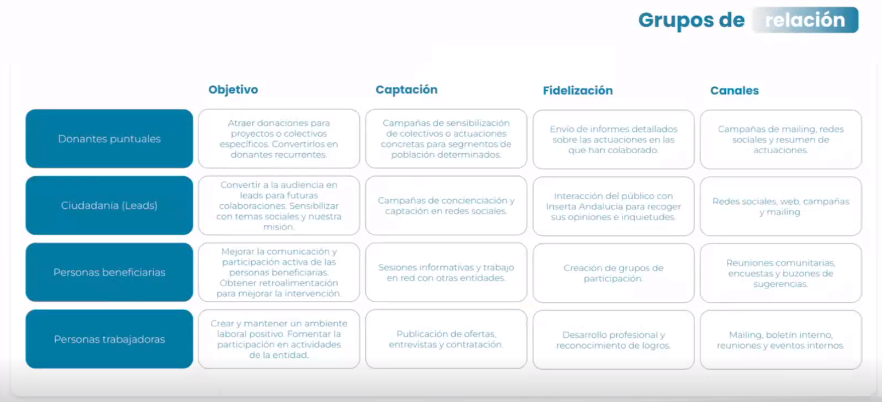 Grupos de relación
Objetivo
Captación
Fidelización
Canales
Donantes puntuales
Atraer donaciones para
proyectos o colectivos
específicos. Convertirlos en
donantes recurrentes.
Campañas de sensibilización
de colectivos o actuaciones
concretas para segmentos de
población determinados.
Envío de informes detallados
sobre las actuaciones en las
que han colaborado.
Campañas de mailing, redes
sociales y resumen de
actuaciones.
Ciudadanía (Leads)
Convertir a la audiencia en
leads para futuras
colaboraciones. Sensibilizar
con temas sociales y nuestra
misión.
Campañas de concienciación y
captación en redes sociales.
Interacción del público con
Inserta Andalucía para recoger
sus opiniones e inquietudes.
Redes sociales, web, campañas
y mailing.
Personas beneficiarias
Mejorar la comunicación y
participación activa de las
personas beneficiarias.
Obtener retroalimentación
para mejorar la intervención.
Sesiones informativas y trabajo
en red con otras entidades.
Creación de grupos de
participación.
Reuniones comunitarias,
encuestas y buzones de
sugerencias.
Personas trabajadoras
Crear y mantener un ambiente
laboral positivo. Fomentar la
participación en actividades
de la entidad.
Publicación de ofertas,
entrevistas y contratación.
Desarrollo profesional y
reconocimiento de logros.
Mailing, boletín interno,
reuniones y eventos internos.